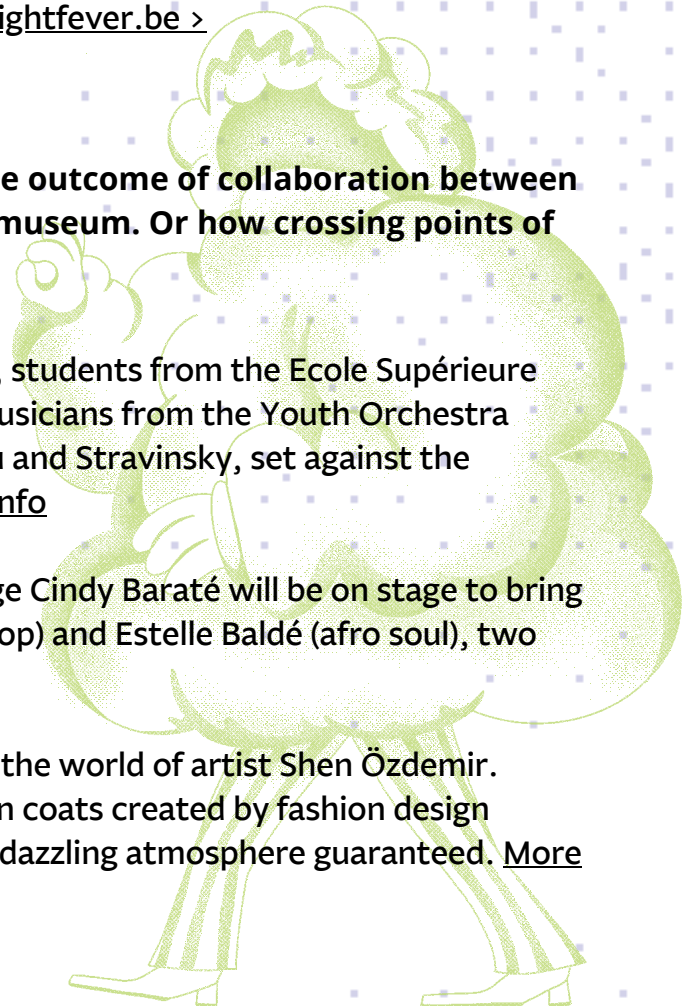 ightfever.be >
e outcome of collaboration between
museum. Or how crossing points of
, students from the Ecole Supérieure
usicians from the Youth Orchestra
and Stravinsky, set against the
nfo
ge Cindy Baraté will be on stage to bring
op) and Estelle Baldé (afro soul), two
the world of artist Shen Özdemir.
n coats created by fashion design
dazzling atmosphere guaranteed. More